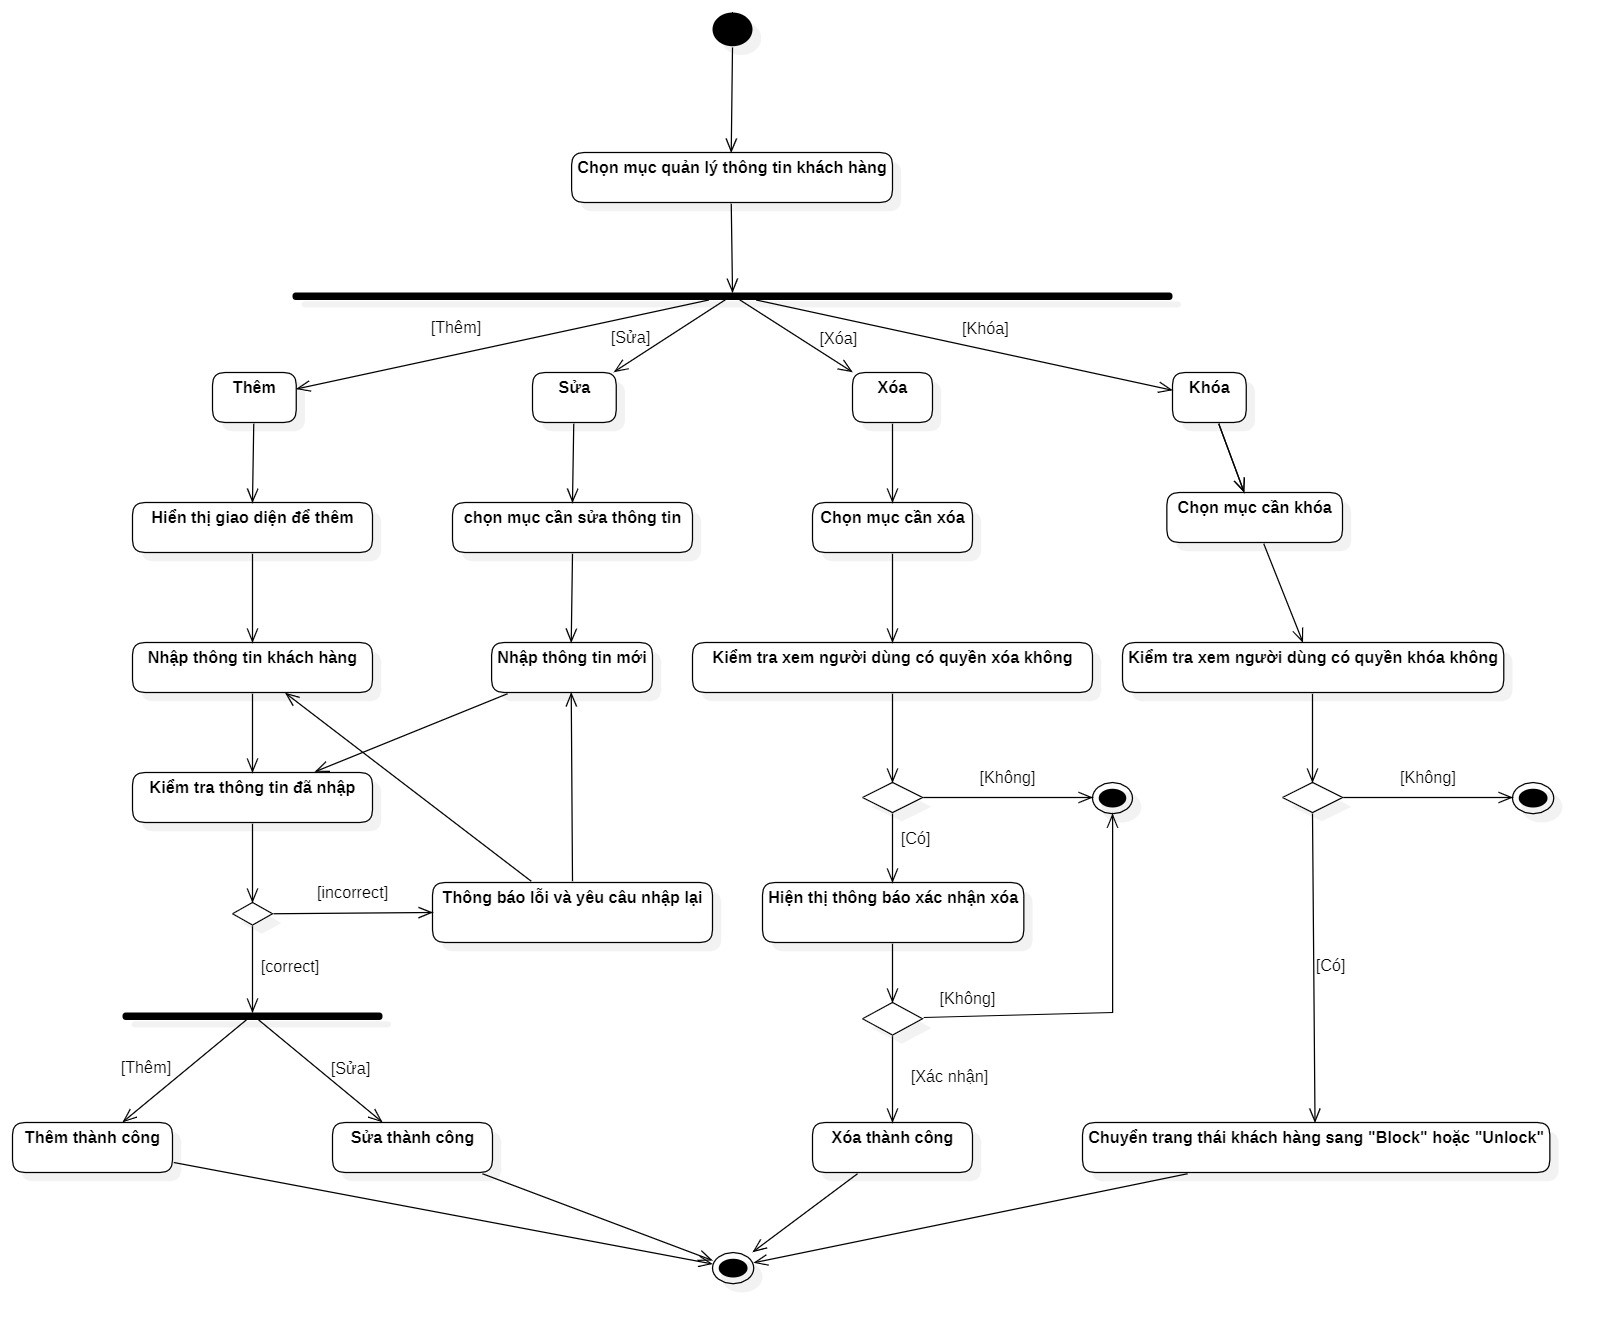 Chọn mục quản lý thông tin khách hàng
[Thêm]
[Sửa]
[Xóa]
[Khóa]
Thêm
Sửa
Xóa
Khóa
Hiển thị giao diện để thêm
chọn mục cần sửa thông tin
Chọn mục cần xóa
Chọn mục cần khóa
Nhập thông tin khách hàng
Nhập thông tin mới
Kiểm tra xem người dùng có quyền xóa không
Kiểm tra xem người dùng có quyền khóa không
Kiểm tra thông tin đã nhập
[Không]
[Không]
[Có]
[incorrect]
Thông báo lỗi và yêu câu nhập lại
Hiện thị thông báo xác nhận xóa
[correct]
[Có]
[Không]
[Thêm]
[Sửa]
[Xác nhận]
Thêm thành công
Sửa thành công
Xóa thành công
Chuyển trang thái khách hàng sang "Block" hoặc "Unlock"